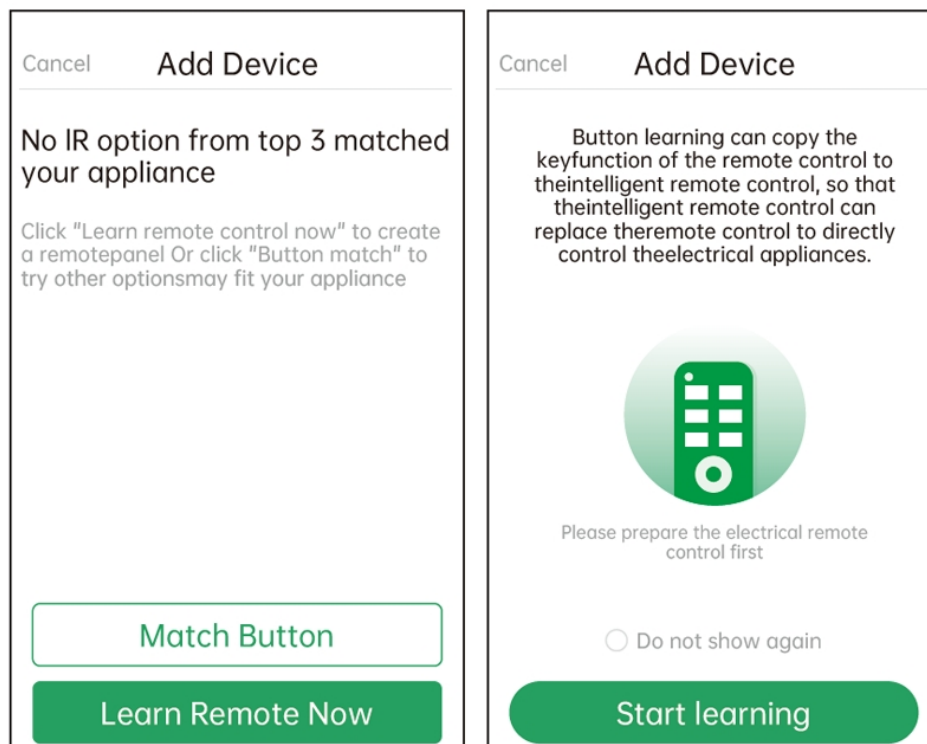 Cancel
Add Device
No IR option from top 3 matched
your appliance
Click "Learn remote control now" to create
a remotepanel Or click "Button match" to
try other optionsmay fit your appliance
Match Button
Learn Remote Now
Cancel
Add Device
Button learning can copy the
keyfunction of the remote control to
theintelligent remote control, so that
theintelligent remote control can
replace theremote control to directly
control theelectrical appliances.
Please prepare the electrical remote
control first
Do not show again
Start learning